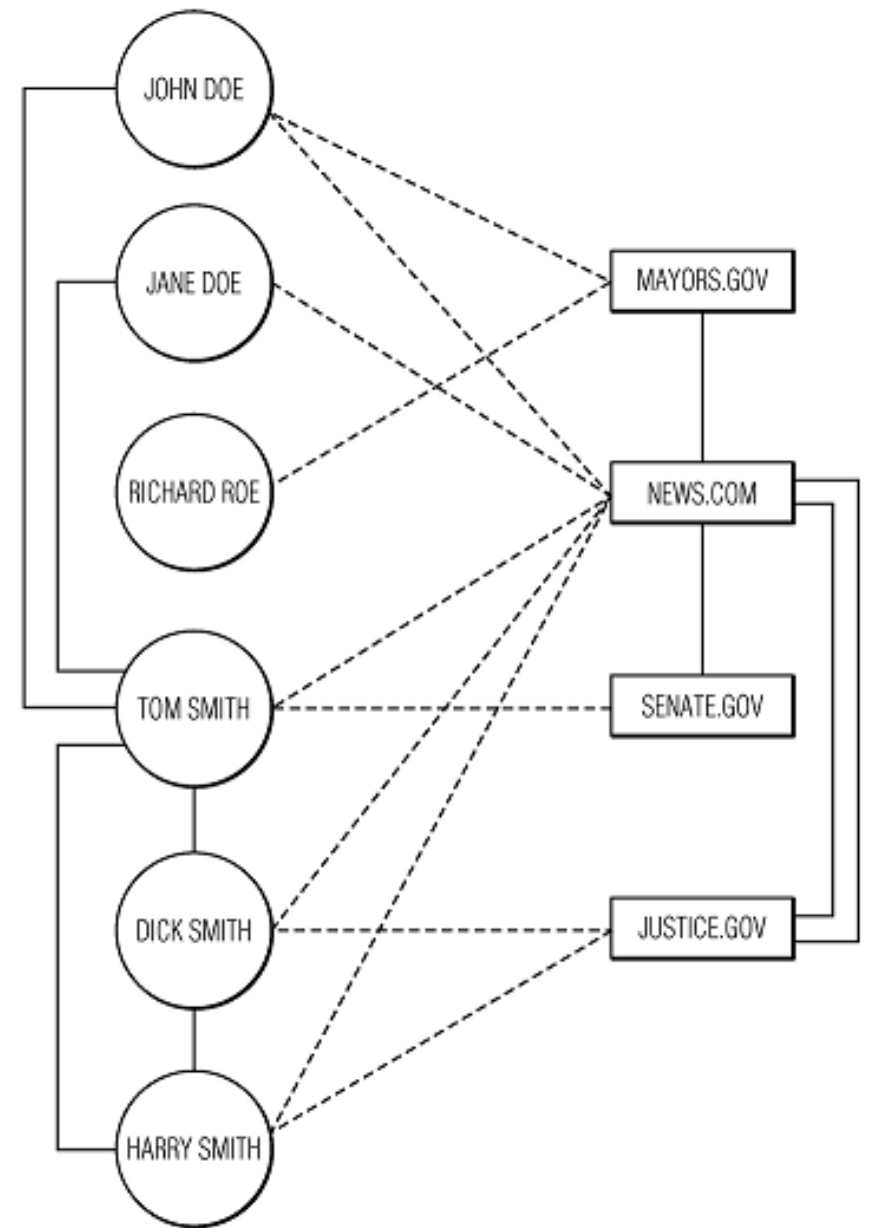 JOHN DOE
JANE DOE
MAYORS.GOV
RICHARD ROE
NEWS.COM
TOM SMITH
SENATE.GOV
DICK SMITH
JUSTICE.GOV
HARRY SMITH